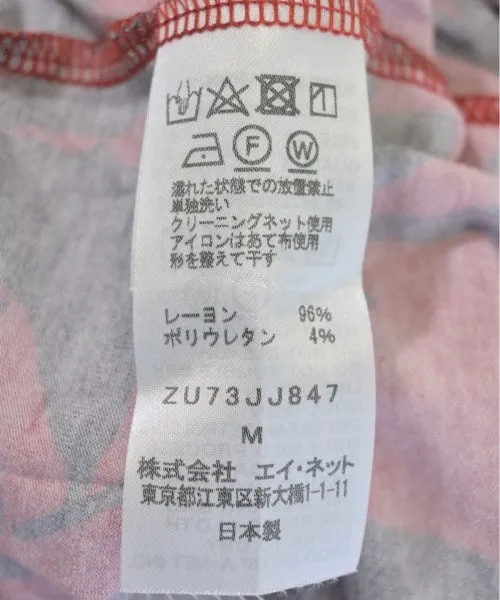 F W
濡れた状態での放置禁止
単独洗い
クリーニングネット使用
アイロンはあて布使用
形を整えて干す
レーヨン 96%
ポリウレタン 4%
ZU73JJ847
M
株式会社 エイ・ネット
東京都江東区新大橋1-1-11
日本製